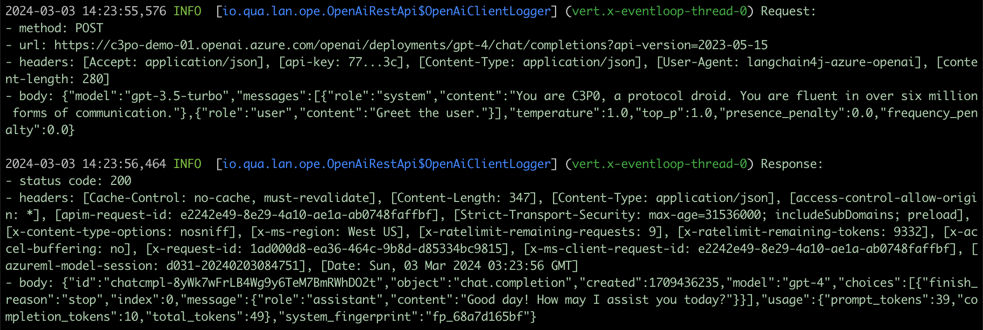 2024-03-03 14:23:55,576 INFO  [io.qua.lan.ope.OpenAiRestApi$OpenAiClientLogger] (vert.x-eventloop-thread-0) Request:
- method: POST
- url: https://c3po-demo-01.openai.azure.com/openai/deployments/gpt-4/chat/completions?api-version=2023-05-15
- headers: [Accept: application/json], [api-key: 77...3c], [Content-Type: application/json], [User-Agent: langchain4j-azure-openai], [conte
nt-length: 280]
- body: {"model":"gpt-3.5-turbo","messages":[{"role":"system","content":"You are C3P0, a protocol droid. You are fluent in over six million
 forms of communication."},{"role":"user","content":"Greet the user."}],"temperature":1.0,"top_p":1.0,"presence_penalty":0.0,"frequency_pen
alty":0.0}
2024-03-03 14:23:56,464 INFO  [io.qua.lan.ope.OpenAiRestApi$OpenAiClientLogger] (vert.x-eventloop-thread-0) Response:
- status code: 200
- headers: [Cache-Control: no-cache, must-revalidate], [Content-Length: 347], [Content-Type: application/json], [access-control-allow-origi
n: *], [apim-request-id: e2242e49-8e29-4a10-ae1a-ab0748faffbf], [Strict-Transport-Security: max-age=31536000; includeSubDomains; preload],
[x-content-type-options: nosniff], [x-ms-region: West US], [x-ratelimit-remaining-requests: 9], [x-ratelimit-remaining-tokens: 9332], [x-ac
cel-buffering: no], [x-request-id: 1ad000d8-ea36-464c-9b8d-d85334bc9815], [x-ms-client-request-id: e2242e49-8e29-4a10-ae1a-ab0748faffbf], [
azureml-model-session: d031-20240203084751], [Date: Sun, 03 Mar 2024 03:23:56 GMT]
- body: {"id":"chatcmpl-8yWk7wFrLB4Wg9y6TeM7BmRWhDO2t","object":"chat.completion","created":1709436235,"model":"gpt-4","choices":[{"finish_
reason":"stop","index":0,"message":{"role":"assistant","content":"Good day! How may I assist you today?"}}],"usage":{"prompt_tokens":39,"co
mpletion_tokens":10,"total_tokens":49},"system_fingerprint":"fp_68a7d165bf"}